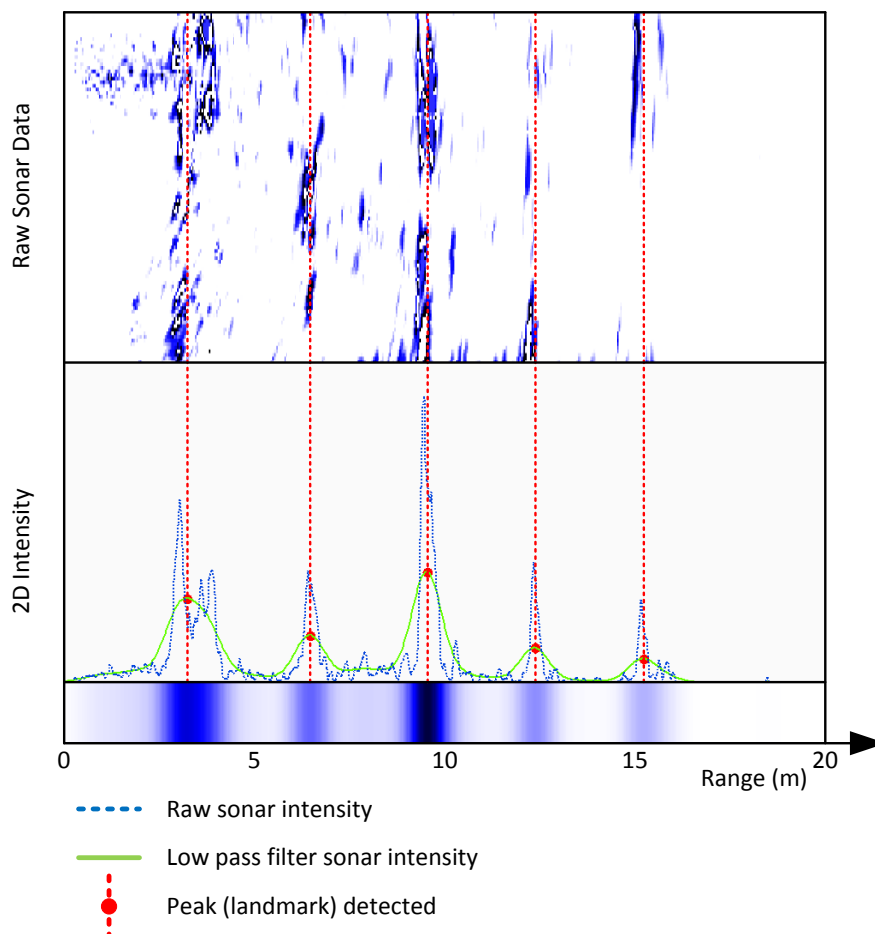 Raw Sonar Data
2D Intensity
0 5 10 15 20
Range (m)
Raw sonar intensity
Low pass filter sonar intensity
Peak (landmark) detected